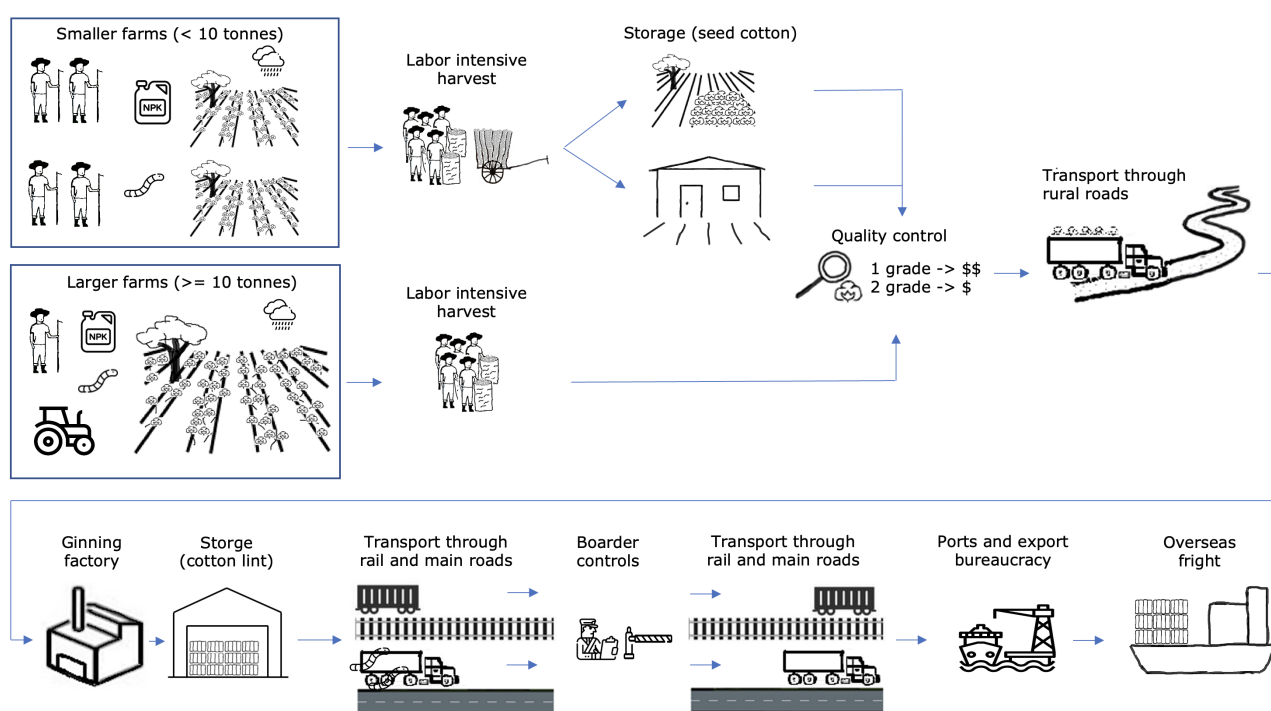 Smaller farms (< 10 tonnes)
NPK
Labor intensive
harvest
Storage (seed cotton)
Transport through
rural roads
Quality control
1 grade -> $$
2 grade -> $
Larger farms (>= 10 tonnes)
NPK
Labor intensive
harvest
Ginning
factory
Storge
(cotton lint)
Transport through
rail and main roads
Boarder
controls
Transport through
rail and main roads
Ports and export
bureaucracy
Overseas
fright